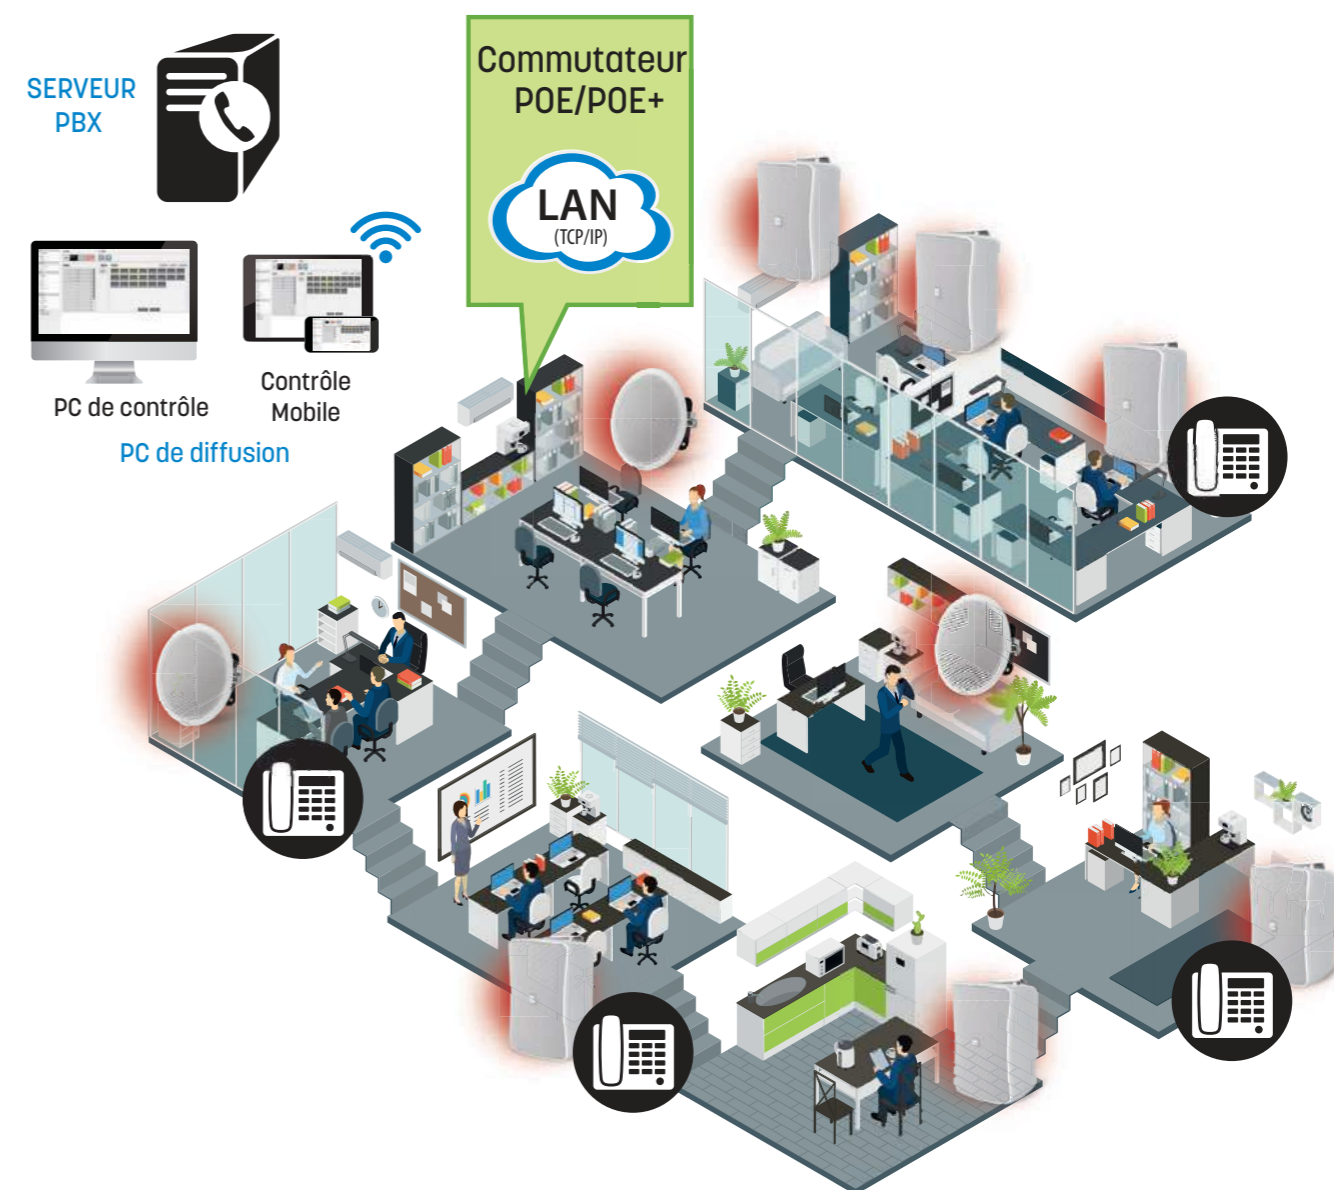 SERVEUR
PBX
Commutateur
POE/POE+
LAN
(TCP/IP)
PC de contrôle
Contrôle
Mobile
PC de diffusion